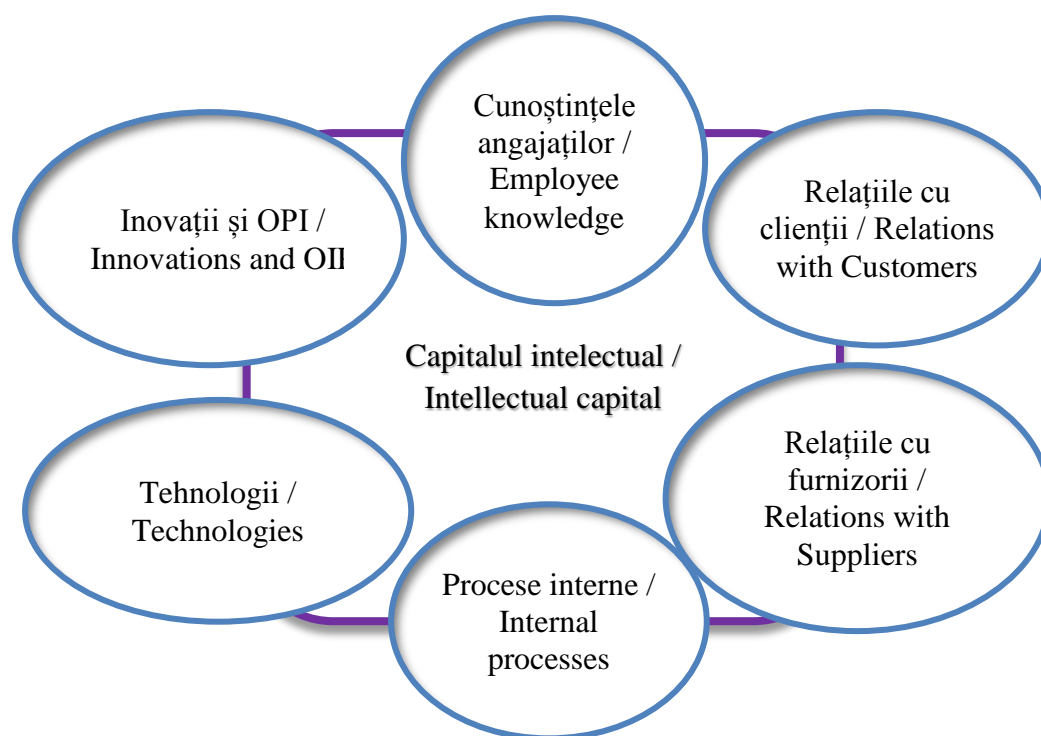 Cunoștințele
angajaților /
Employee
knowledge
Relațiile cu
clienții / Relations
with Customers
Relațiile cu
furnizorii /
Relations with
Suppliers
Procese interne /
Internal
processes
Tehnologii /
Technologies
Inovații și OPI /
Innovations and
Capitalul intelectual /
Intellectual capital